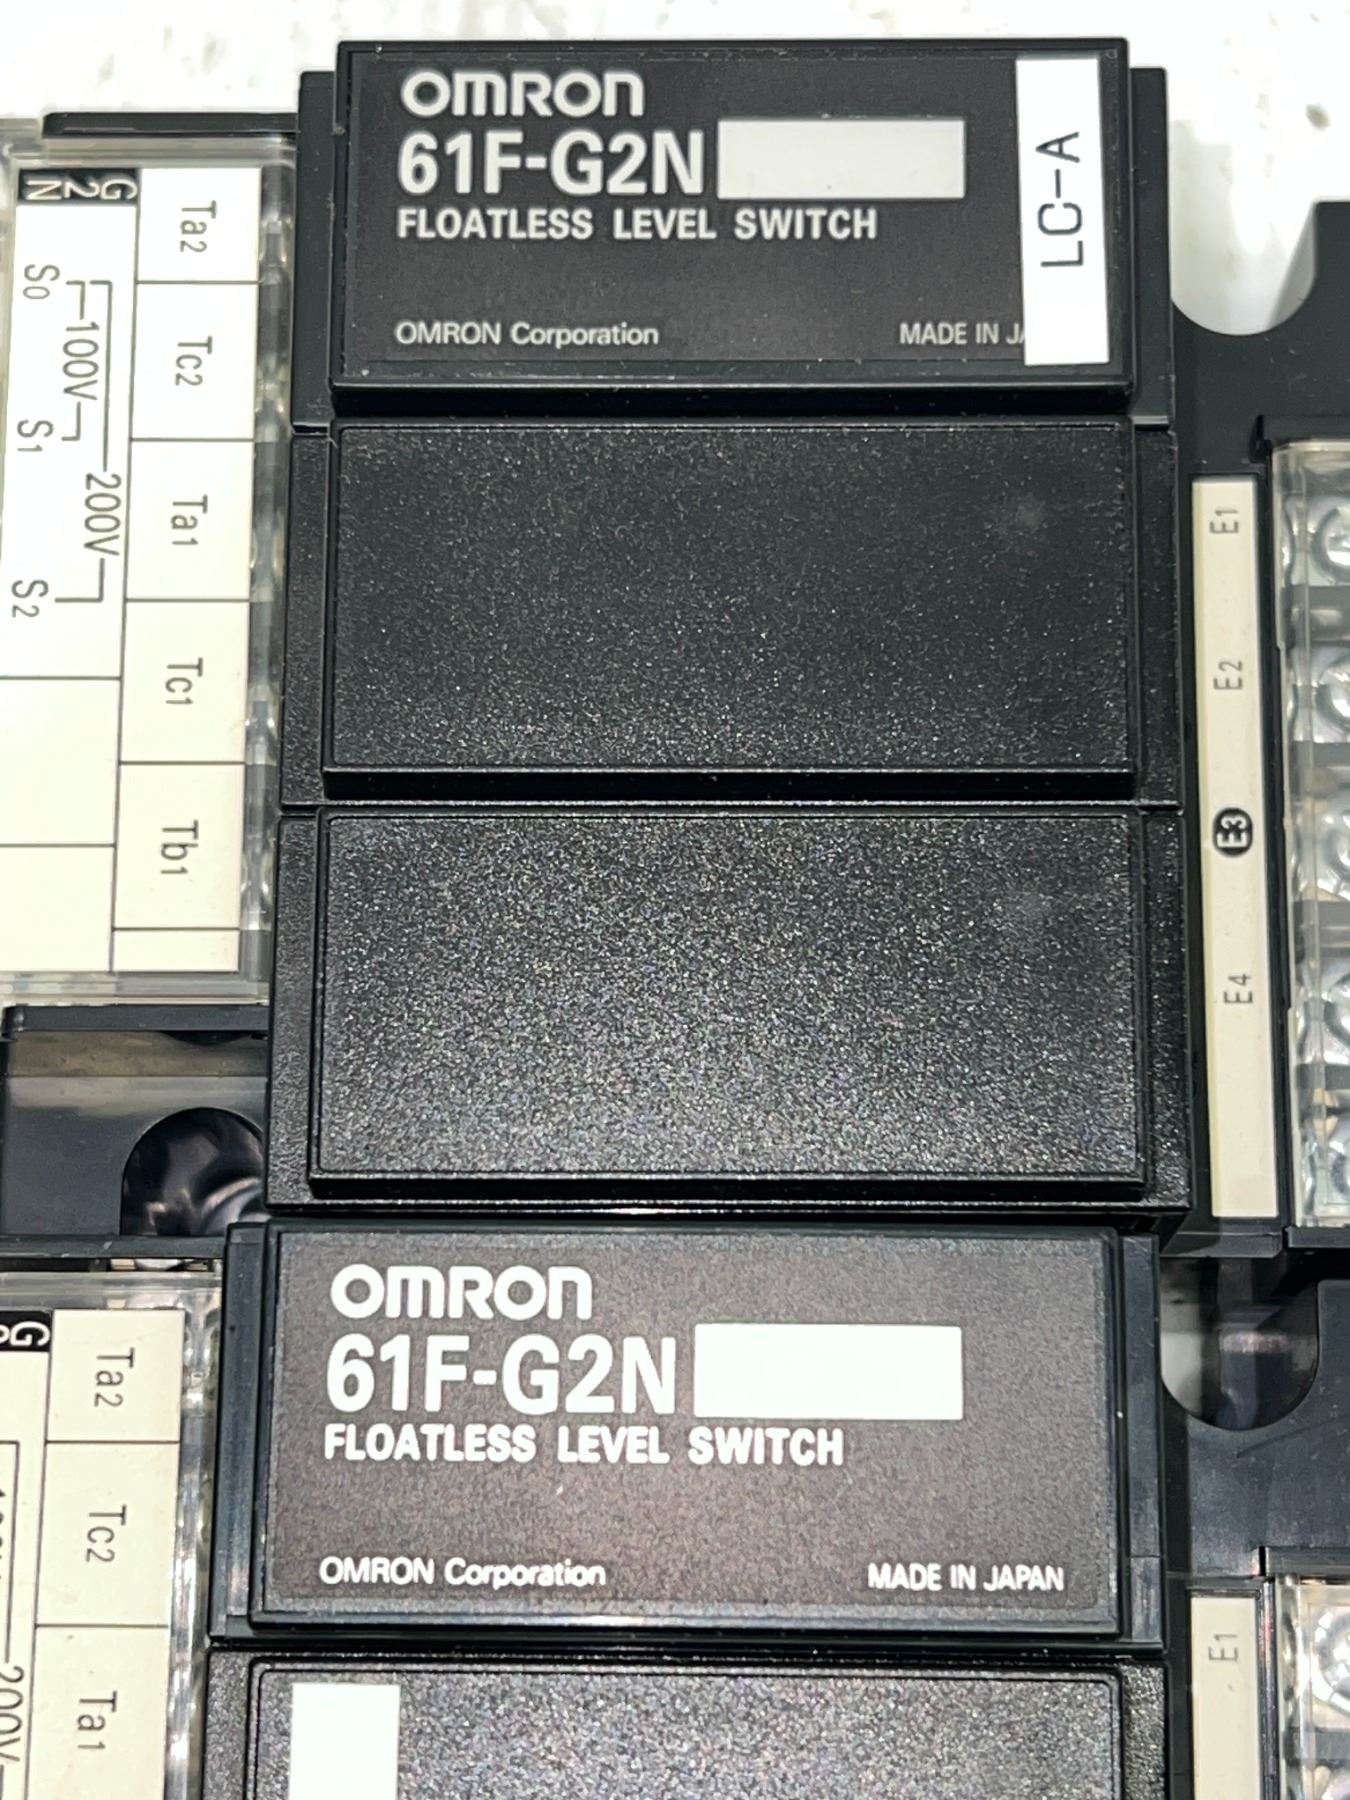 OMRON
61F-G2N
FLOATLESS LEVEL SWITCH
OMRON Corporation
MADE IN JA
LC-A
G2N
Ta2
Tc2
Ta1
Tc1
Tb1
S0
100V
S1
200V
S2
E1
E2
E3
E4
OMRON
61F-G2N
FLOATLESS LEVEL SWITCH
OMRON Corporation
MADE IN JAPAN
G
Ta2
Tc2
Ta1
200V
E1